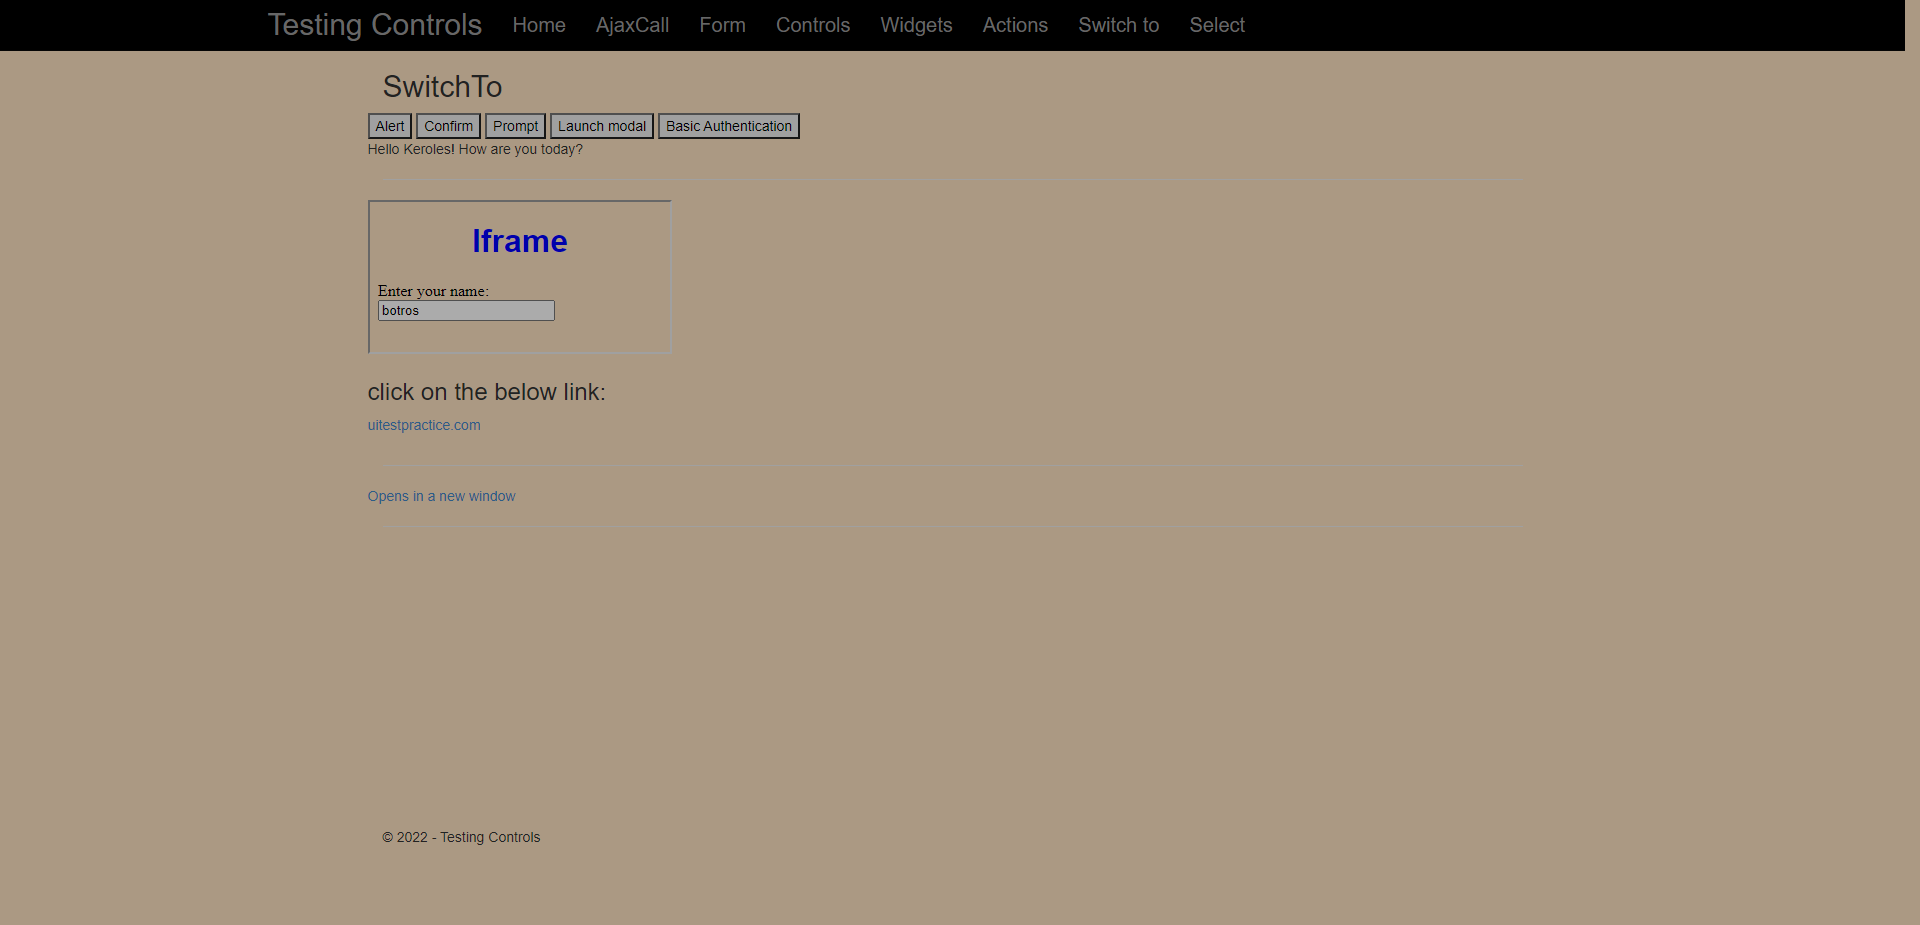 Testing Controls Home AjaxCall Form Controls Widgets Actions Switch to Select
SwitchTo
Alert Confirm Prompt Launch modal Basic Authentication
Hello Keroles! How are you today?
Iframe
Enter your name:
botros
click on the below link:
uitestpractice.com
Opens in a new window
© 2022 - Testing Controls